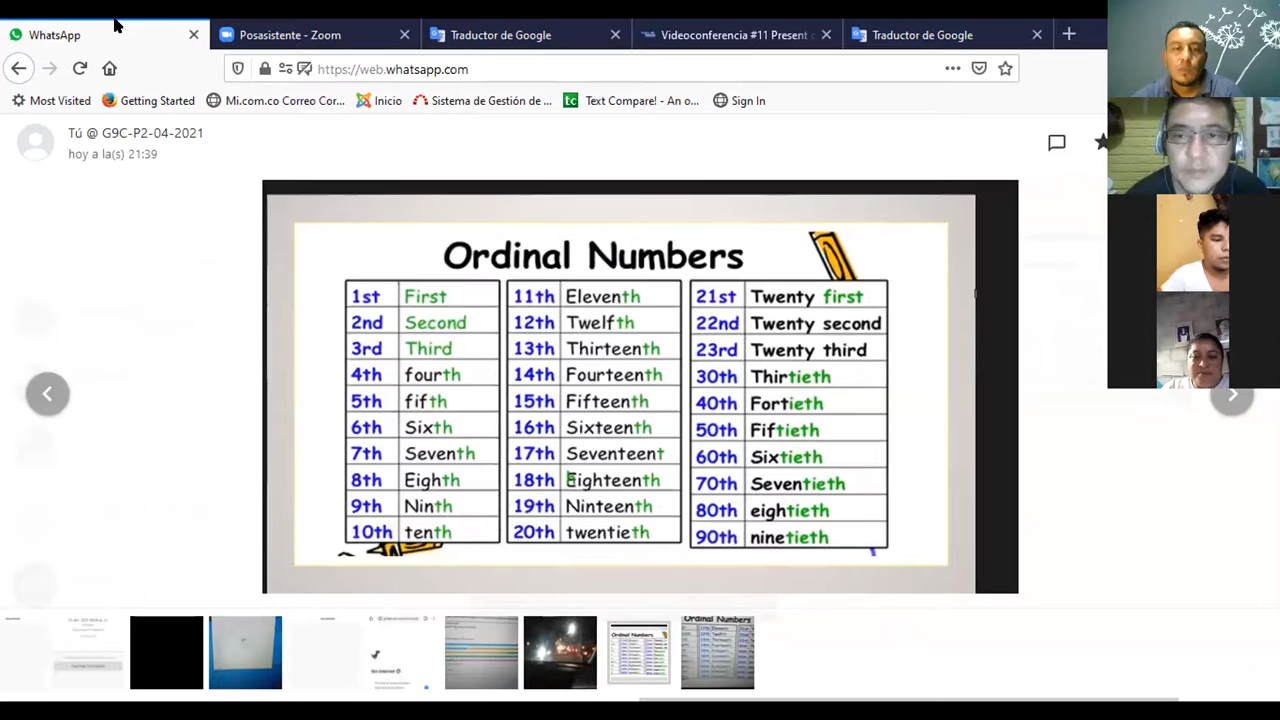 WhatsApp
Posasistente - Zoom
Traductor de Google
Videoconferencia #11 Present c
Traductor de Google
https://web.whatsapp.com
Most Visited
Getting Started
Mi.com.co Correo Cor...
Inicio
Sistema de Gestión de ...
tc
Text Compare! - An o...
Sign In
Tú @ G9C-P2-04-2021
hoy a la(s) 21:39
Ordinal Numbers
1st First
2nd Second
3rd Third
4th fourth
5th fifth
6th Sixth
7th Seventh
8th Eighth
9th Ninth
10th tenth
11th Eleventh
12th Twelfth
13th Thirteenth
14th Fourteenth
15th Fifteenth
16th Sixteenth
17th Seventeent
18th Eighteenth
19th Ninteenth
20th twentieth
21st Twenty first
22nd Twenty second
23rd Twenty third
30th Thirtieth
40th Fortieth
50th Fiftieth
60th Sixtieth
70th Seventieth
80th eightieth
90th ninetieth
Ordinal Numbers
Ordinal Numbers